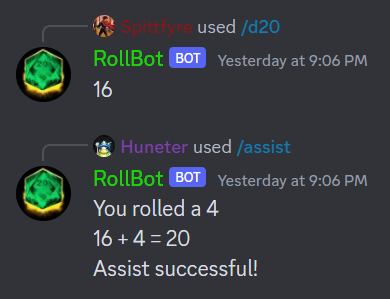 Spittfyre used /d20
RollBot BOT Yesterday at 9:06 PM
16
Huneter used /assist
RollBot BOT Yesterday at 9:06 PM
You rolled a 4
16 + 4 = 20
Assist successful!